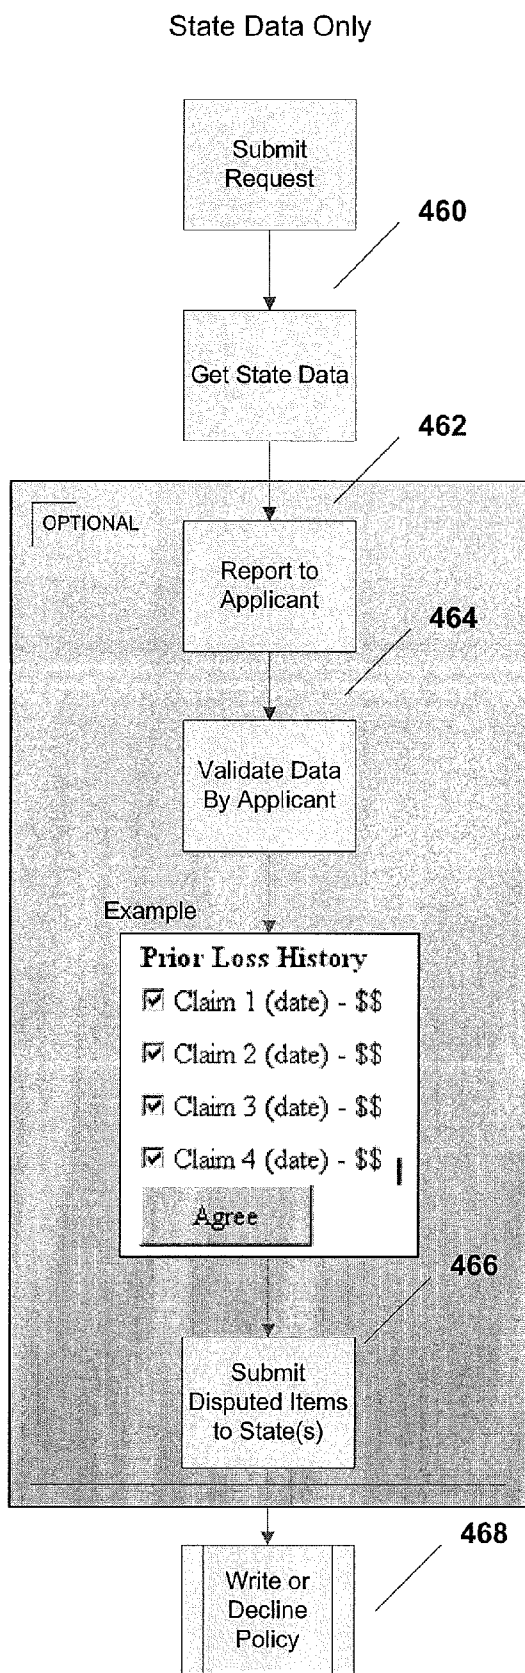 State Data Only
Submit
Request
460
Get State Data
462
OPTIONAL
Report to
Applicant
464
Validate Data
By Applicant
Example
Prior Loss History
Claim 1 (date) - $$
Claim 2 (date) - $$
Claim 3 (date) - $$
Claim 4 (date) - $$
Agree
466
Submit
Disputed Items
to State(s)
468
Write or
Decline
Policy